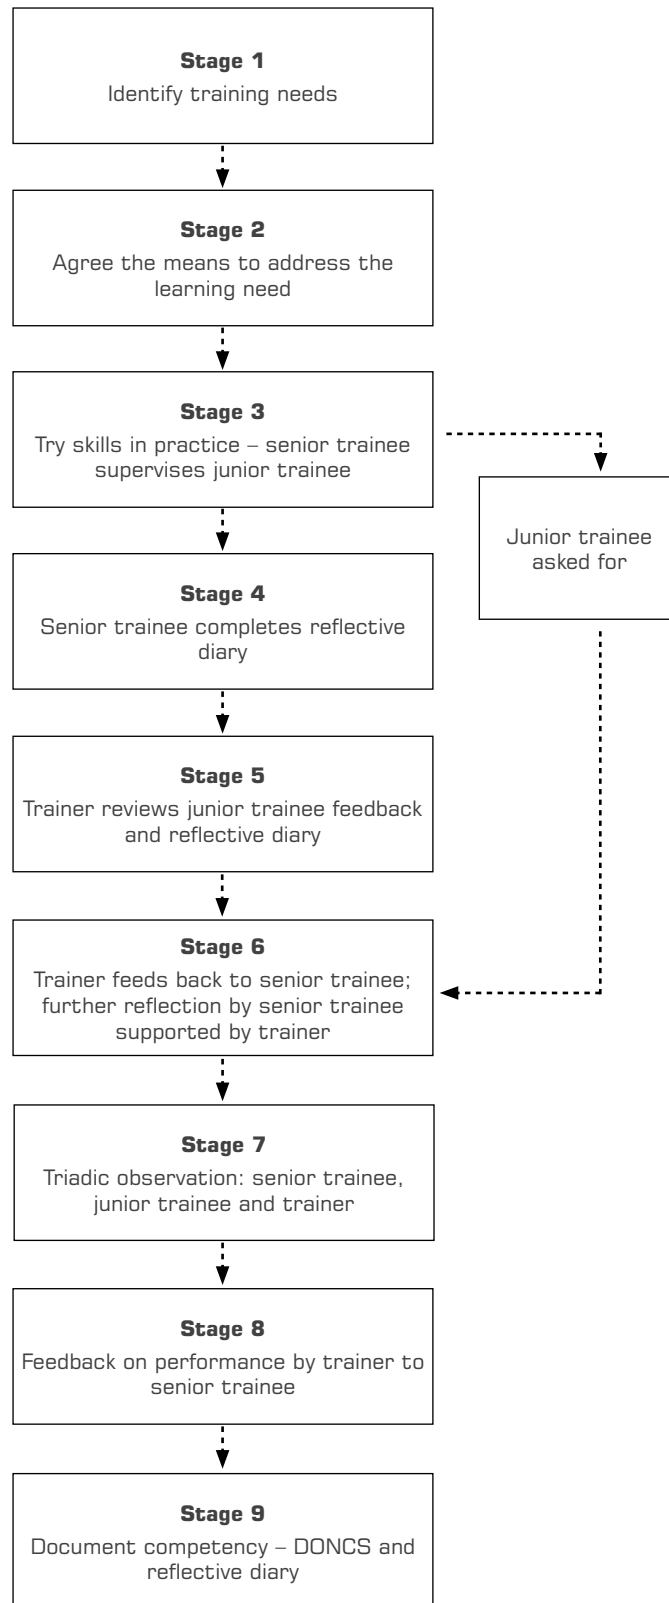 Stage 1
Identify training needs
Stage 2
Agree the means to address the
learning need
Stage 3
Try skills in practice – senior trainee
supervises junior trainee
Junior trainee
asked for
Stage 4
Senior trainee completes reflective
diary
Stage 5
Trainer reviews junior trainee feedback
and reflective diary
Stage 6
Trainer feeds back to senior trainee;
further reflection by senior trainee
supported by trainer
Stage 7
Triadic observation: senior trainee,
junior trainee and trainer
Stage 8
Feedback on performance by trainer to
senior trainee
Stage 9
Document competency – DONCS and
reflective diary